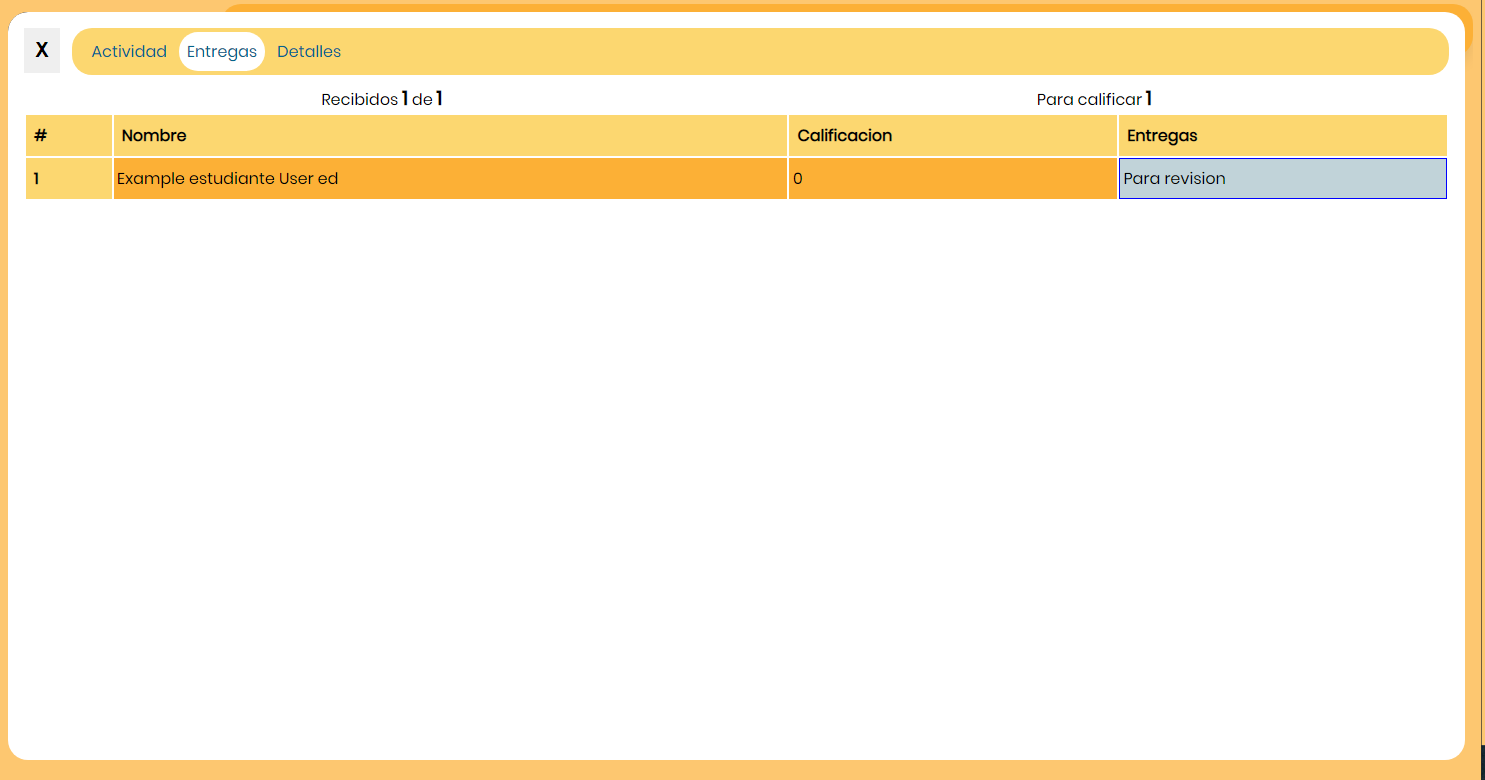 X Actividad Entregas Detalles
Recibidos 1 de 1 Para calificar 1
# Nombre Calificacion Entregas
1 Example estudiante User ed 0 Para revision